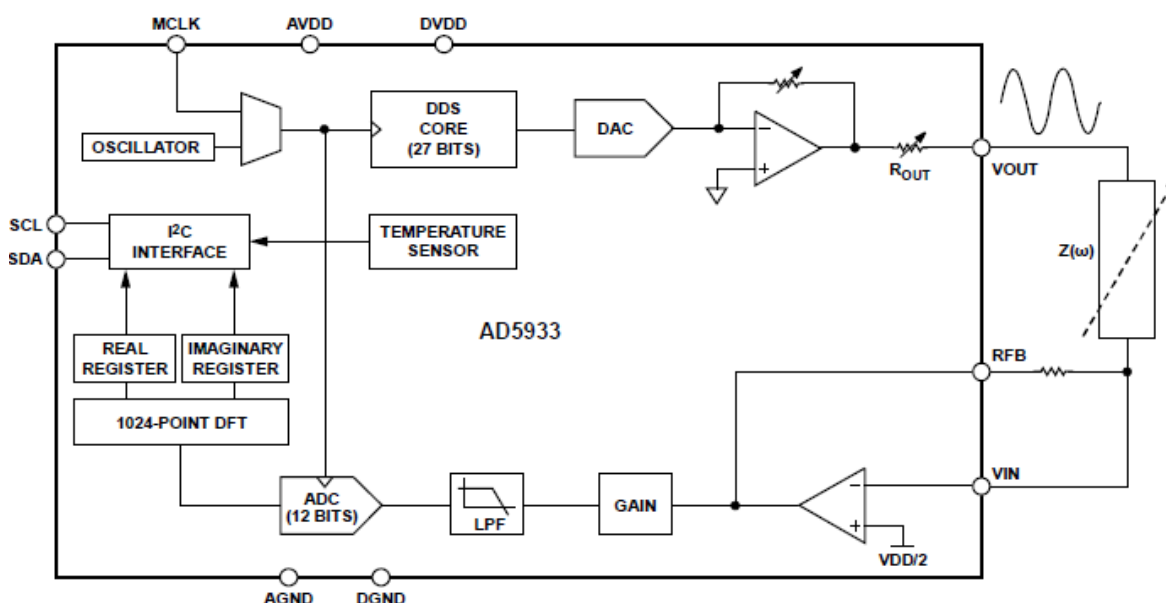 MCLK
AVDD
DVDD
DDS
CORE
(27 BITS)
DAC
OSCILLATOR
R_OUT
VOUT
SCL
SDA
I²C
INTERFACE
TEMPERATURE
SENSOR
Z(ω)
AD5933
REAL
REGISTER
IMAGINARY
REGISTER
RFB
1024-POINT DFT
VIN
ADC
(12 BITS)
LPF
GAIN
VDD/2
AGND
DGND